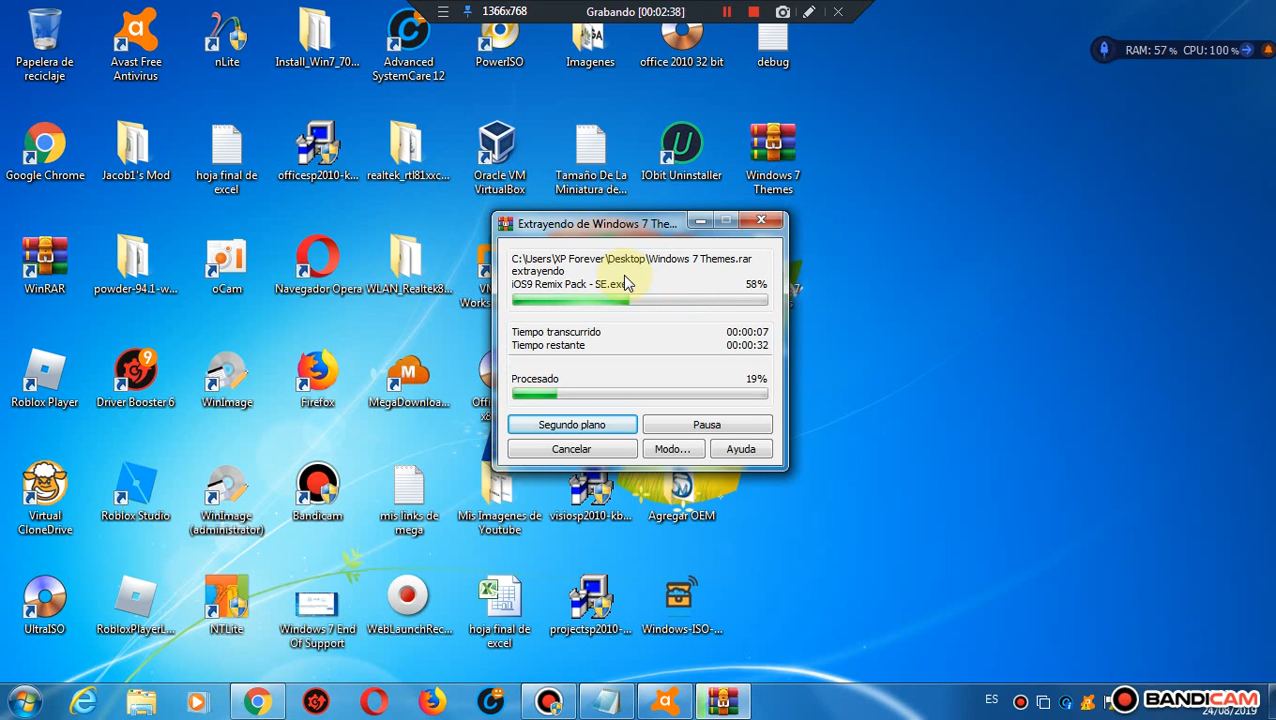 1366x768
Grabando [00:02:38]
RAM: 57 % CPU: 100 %
Papelera de
reciclaje
Avast Free
Antivirus
nLite
Install_Win7_70...
Advanced
SystemCare 12
PowerISO
Imagenes
office 2010 32 bit
debug
Google Chrome
Jacob1's Mod
hoja final de
excel
officesp2010-k...
realtek_rtl81xxc...
Oracle VM
VirtualBox
Tamaño De La
Miniatura de...
IObit Uninstaller
Windows 7
Themes
Extrayendo de Windows 7 The...
C:\Users\XP Forever\Desktop\Windows 7 Themes.rar
extrayendo
iOS9 Remix Pack - SE.exe
58%
Tiempo transcurrido
00:00:07
Tiempo restante
00:00:32
Procesado
19%
Segundo plano
Pausa
Cancelar
Modo...
Ayuda
WinRAR
powder-94.1-w...
oCam
Navegador Opera
WLAN_Realtek8...
Roblox Player
Driver Booster 6
9
WinImage
Firefox
MegaDownloa...
Virtual
CloneDrive
Roblox Studio
WinImage
(administrator)
Bandicam
mis links de
mega
Mis Imagenes de
Youtube
visiosp2010-kb...
Agregar OEM
UltraISO
RobloxPlayerL...
NTLite
Windows 7 End
Of Support
WebLaunchRec...
hoja final de
excel
projectsp2010-...
Windows-ISO-...
ES
BANDICAM
24/08/2019